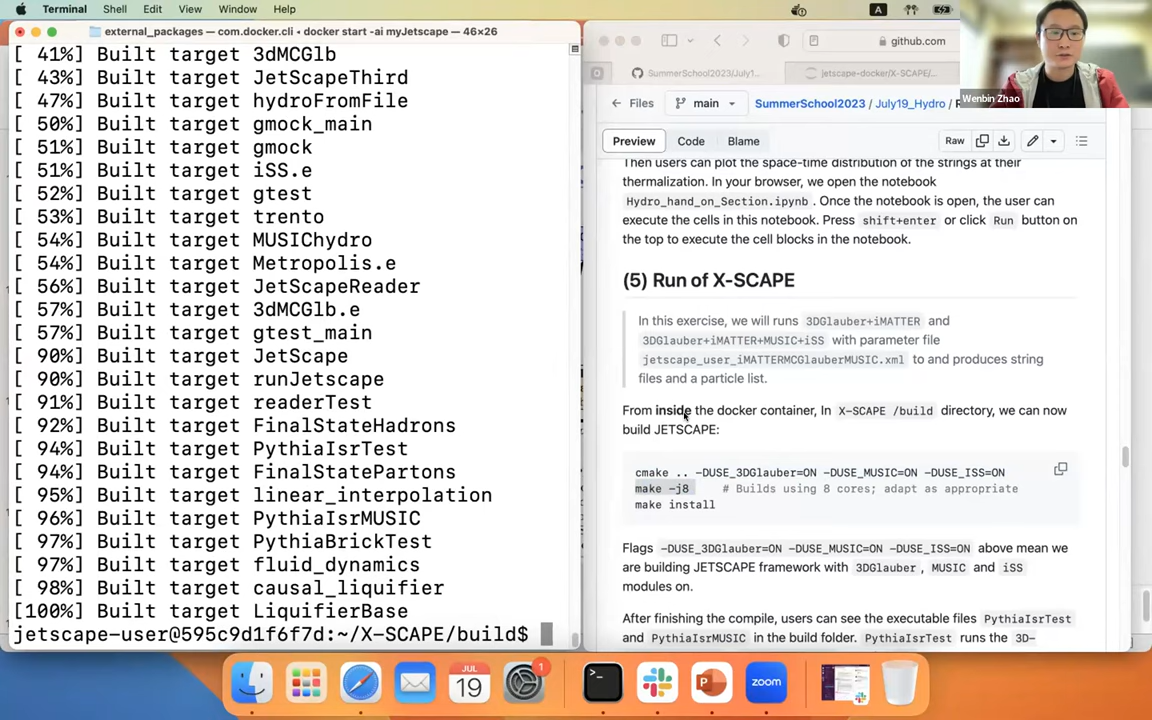 Terminal Shell Edit View Window Help A
external_packages — com.docker.cli • docker start -ai myJetscape — 46×26
[ 41%] Built target 3dMCGlb
[ 43%] Built target JetScapeThird
[ 47%] Built target hydroFromFile
[ 50%] Built target gmock_main
[ 51%] Built target gmock
[ 51%] Built target iSS.e
[ 52%] Built target gtest
[ 53%] Built target trento
[ 54%] Built target MUSIChydro
[ 54%] Built target Metropolis.e
[ 56%] Built target JetScapeReader
[ 57%] Built target 3dMCGlb.e
[ 57%] Built target gtest_main
[ 90%] Built target JetScape
[ 90%] Built target runJetscape
[ 91%] Built target readerTest
[ 92%] Built target FinalStateHadrons
[ 94%] Built target PythiaIsrTest
[ 94%] Built target FinalStatePartons
[ 95%] Built target linear_interpolation
[ 96%] Built target PythiaIsrMUSIC
[ 97%] Built target PythiaBrickTest
[ 97%] Built target fluid_dynamics
[ 98%] Built target causal_liquifier
[100%] Built target LiquifierBase
jetscape-user@595c9d1f6f7d:~/X-SCAPE/build$
github.com
SummerSchool2023/July1...
jetscape-docker/X-SCAPE/...
Files main SummerSchool2023 / July19_Hydro /
Preview Code Blame Raw
Then users can plot the space-time distribution of the strings at their
thermalization. In your browser, we open the notebook
Hydro_hand_on_Section.ipynb . Once the notebook is open, the user can
execute the cells in this notebook. Press shift+enter or click Run button on
the top to execute the cell blocks in the notebook.
(5) Run of X-SCAPE
In this exercise, we will runs 3DGlauber+iMATTER and
3DGlauber+iMATTER+MUSIC+iSS with parameter file
jetscape_user_iMATTERMCGlauberMUSIC.xml to and produces string
files and a particle list.
From inside the docker container, In X-SCAPE /build directory, we can now
build JETSCAPE:
cmake .. -DUSE_3DGlauber=ON -DUSE_MUSIC=ON -DUSE_ISS=ON
make -j8 # Builds using 8 cores; adapt as appropriate
make install
Flags -DUSE_3DGlauber=ON -DUSE_MUSIC=ON -DUSE_ISS=ON above mean we
are building JETSCAPE framework with 3DGlauber , MUSIC and iSS
modules on.
After finishing the compile, users can see the executable files PythiaIsrTest
and PythiaIsrMUSIC in the build folder. PythiaIsrTest runs the 3D-
Wenbin Zhao
JUL
19
1
zoom